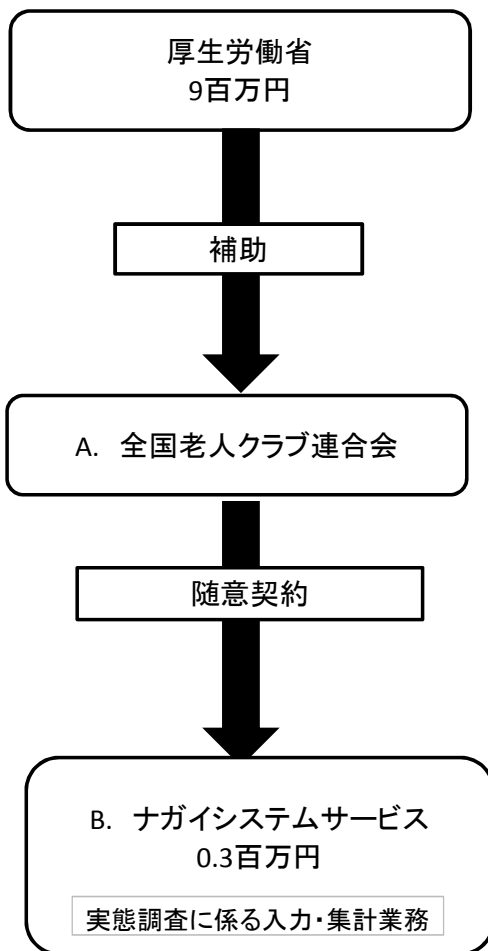 厚生労働省
9百万円
補助
A. 全国老人クラブ連合会
随意契約
B. ナガイシステムサービス
0.3百万円
実態調査に係る入力・集計業務